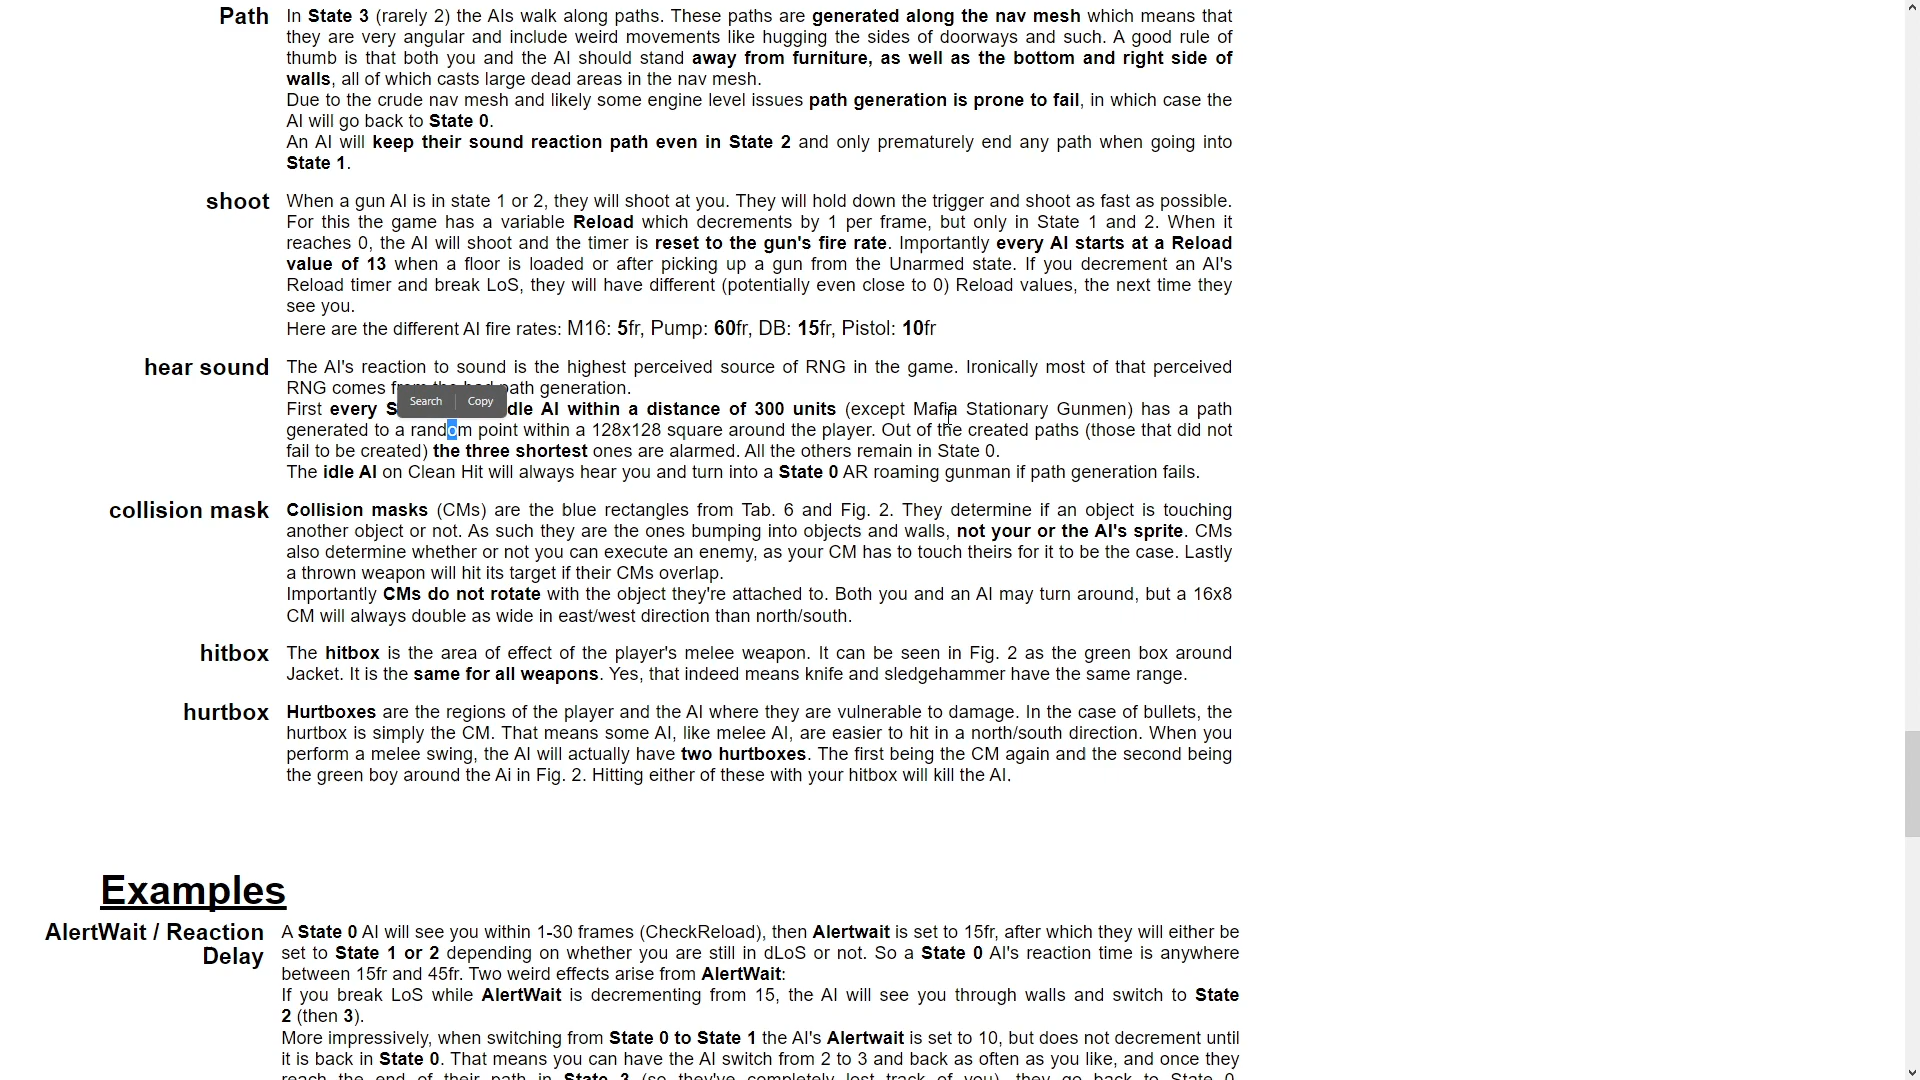 Path
In State 3 (rarely 2) the AIs walk along paths. These paths are generated along the nav mesh which means that
they are very angular and include weird movements like hugging the sides of doorways and such. A good rule of
thumb is that both you and the AI should stand away from furniture, as well as the bottom and right side of
walls, all of which casts large dead areas in the nav mesh.
Due to the crude nav mesh and likely some engine level issues path generation is prone to fail, in which case the
AI will go back to State 0.
An AI will keep their sound reaction path even in State 2 and only prematurely end any path when going into
State 1.
shoot
When a gun AI is in state 1 or 2, they will shoot at you. They will hold down the trigger and shoot as fast as possible.
For this the game has a variable Reload which decrements by 1 per frame, but only in State 1 and 2. When it
reaches 0, the AI will shoot and the timer is reset to the gun's fire rate. Importantly every AI starts at a Reload
value of 13 when a floor is loaded or after picking up a gun from the Unarmed state. If you decrement an AI's
Reload timer and break LoS, they will have different (potentially even close to 0) Reload values, the next time they
see you.
Here are the different AI fire rates: M16: 5fr, Pump: 60fr, DB: 15fr, Pistol: 10fr
hear sound
The AI's reaction to sound is the highest perceived source of RNG in the game. Ironically most of that perceived
RNG comes path generation.
Search Copy
First every dle AI within a distance of 300 units (except Mafia Stationary Gunmen) has a path
generated to a random point within a 128x128 square around the player. Out of the created paths (those that did not
fail to be created) the three shortest ones are alarmed. All the others remain in State 0.
The idle AI on Clean Hit will always hear you and turn into a State 0 AR roaming gunman if path generation fails.
collision mask
Collision masks (CMs) are the blue rectangles from Tab. 6 and Fig. 2. They determine if an object is touching
another object or not. As such they are the ones bumping into objects and walls, not your or the AI's sprite. CMs
also determine whether or not you can execute an enemy, as your CM has to touch theirs for it to be the case. Lastly
a thrown weapon will hit its target if their CMs overlap.
Importantly CMs do not rotate with the object they're attached to. Both you and an AI may turn around, but a 16x8
CM will always double as wide in east/west direction than north/south.
hitbox
The hitbox is the area of effect of the player's melee weapon. It can be seen in Fig. 2 as the green box around
Jacket. It is the same for all weapons. Yes, that indeed means knife and sledgehammer have the same range.
hurtbox
Hurtboxes are the regions of the player and the AI where they are vulnerable to damage. In the case of bullets, the
hurtbox is simply the CM. That means some AI, like melee AI, are easier to hit in a north/south direction. When you
perform a melee swing, the AI will actually have two hurtboxes. The first being the CM again and the second being
the green boy around the Ai in Fig. 2. Hitting either of these with your hitbox will kill the AI.
Examples
AlertWait / Reaction
Delay
A State 0 AI will see you within 1-30 frames (CheckReload), then Alertwait is set to 15fr, after which they will either be
set to State 1 or 2 depending on whether you are still in dLoS or not. So a State 0 AI's reaction time is anywhere
between 15fr and 45fr. Two weird effects arise from AlertWait:
If you break LoS while AlertWait is decrementing from 15, the AI will see you through walls and switch to State
2 (then 3).
More impressively, when switching from State 0 to State 1 the AI's Alertwait is set to 10, but does not decrement until
it is back in State 0. That means you can have the AI switch from 2 to 3 and back as often as you like, and once they
reach the end of their path in State 3 (so they've completely lost track of you), they go back to State 0.